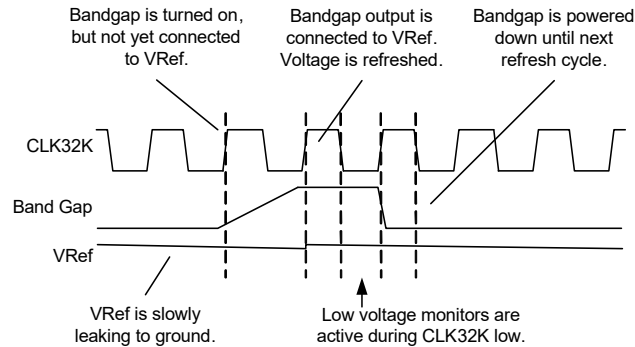 Bandgap is turned on,
but not yet connected
to VRef.
Bandgap output is
connected to VRef.
Voltage is refreshed.
Bandgap is powered
down until next
refresh cycle.
CLK32K
Band Gap
VRef
VRef is slowly
leaking to ground.
Low voltage monitors are
active during CLK32K low.